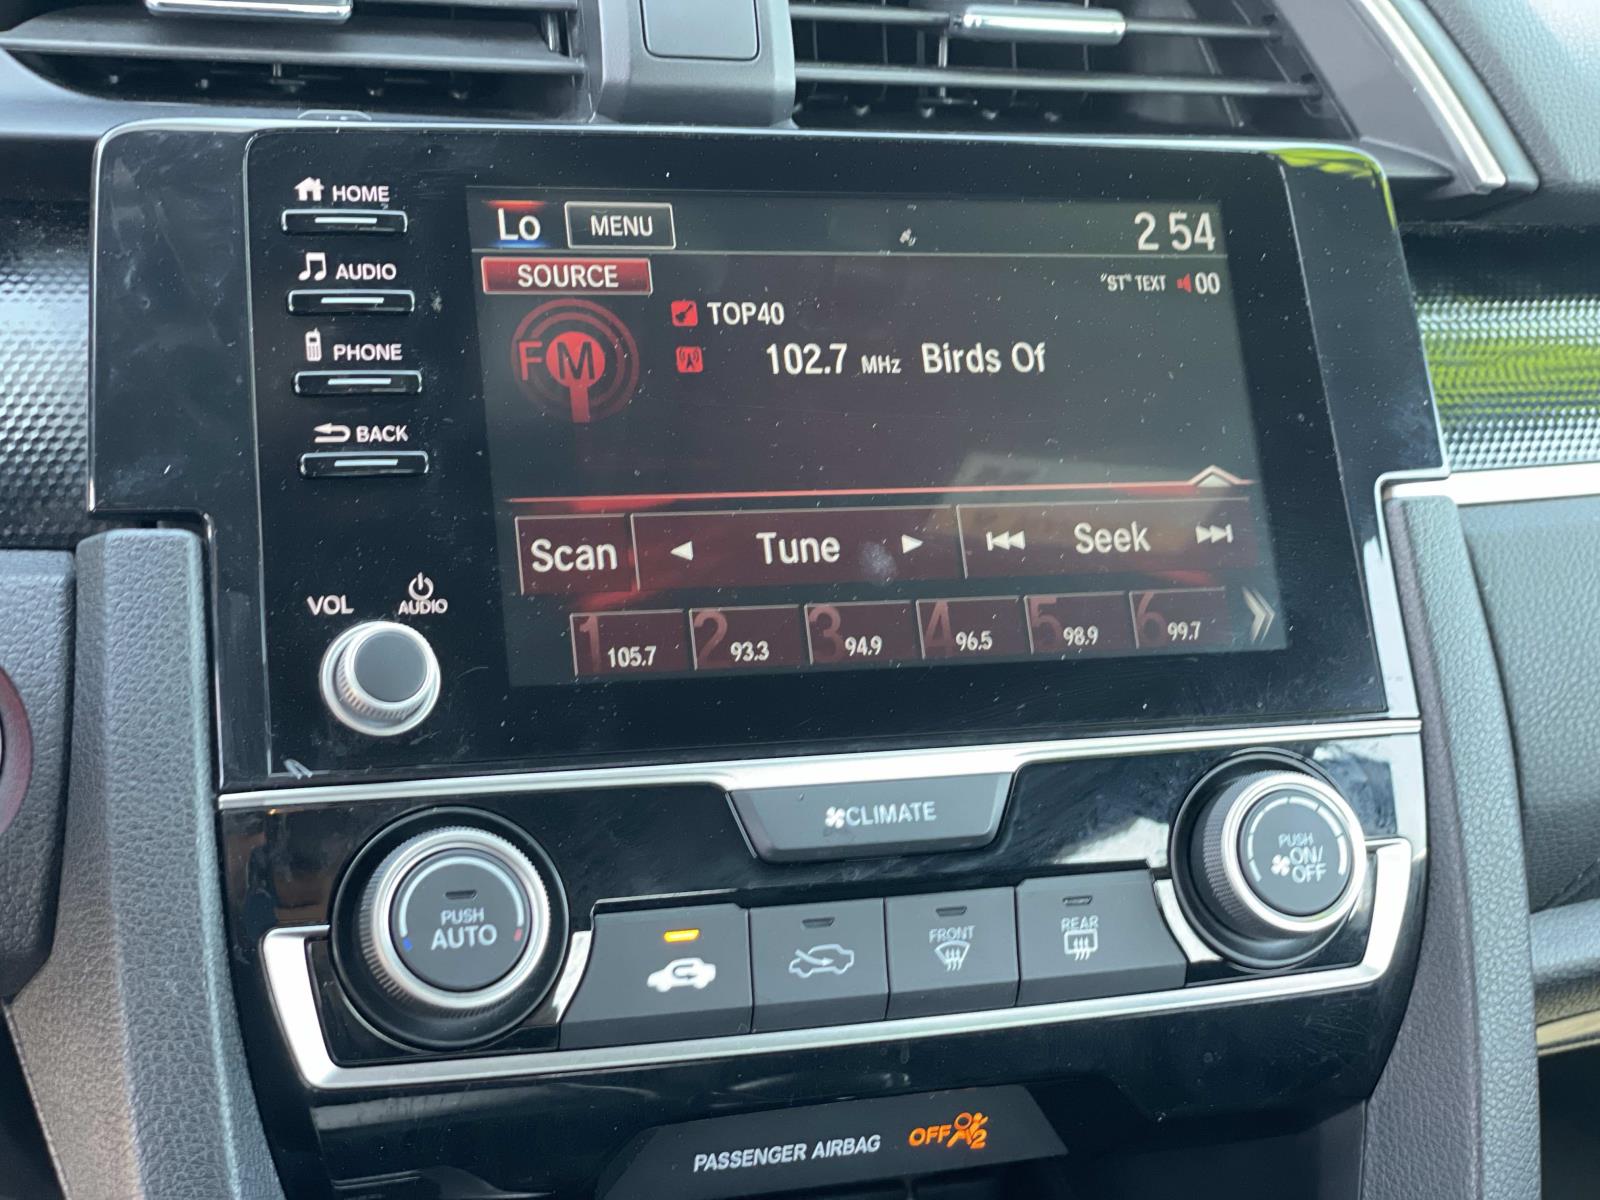 HOME
AUDIO
PHONE
BACK
VOL
AUDIO
Lo MENU 2 54
SOURCE
"ST" TEXT 00
FM
TOP40
102.7 MHz Birds Of
Scan Tune Seek
1 105.7 2 93.3 3 94.9 4 96.5 5 98.9 6 99.7
CLIMATE
PUSH
AUTO
FRONT
REAR
PUSH
ON/
OFF
PASSENGER AIRBAG OFF 2